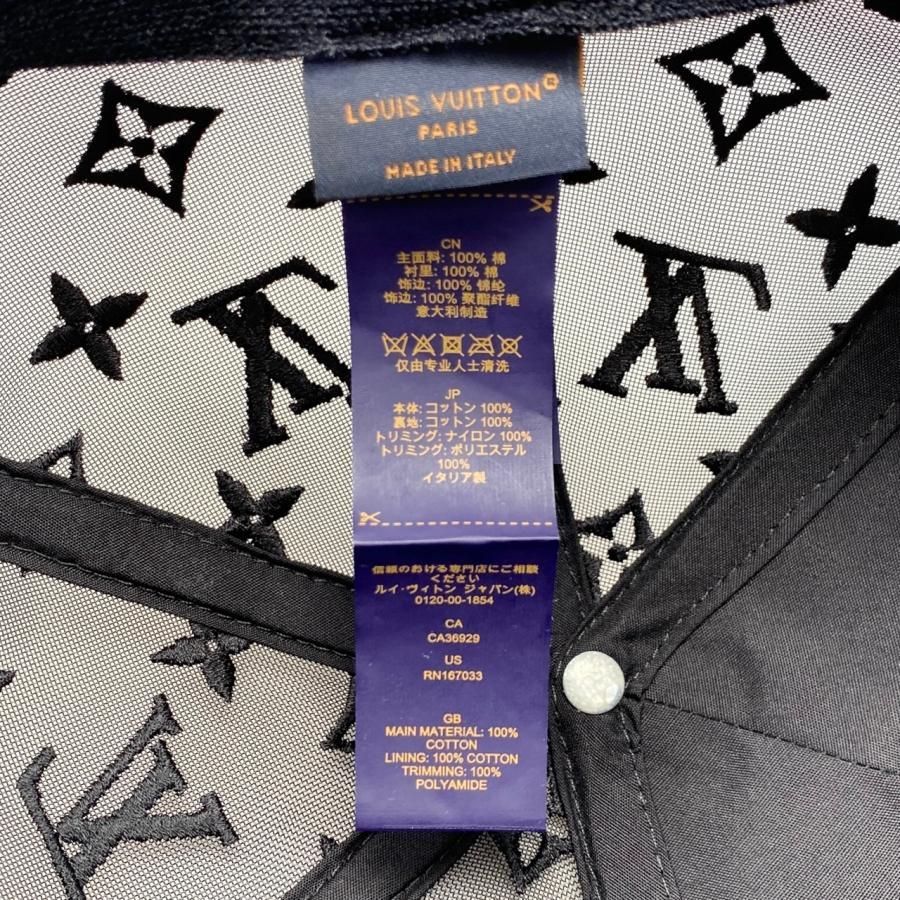 LOUIS VUITTON®
PARIS
MADE IN ITALY
CN
主面料: 100% 棉
衬里: 100% 棉
饰边: 100% 锦纶
饰边: 100% 聚酯纤维
意大利制造
仅由专业人士清洗
JP
本体: コットン 100%
裏地: コットン 100%
トリミング: ナイロン 100%
トリミング: ポリエステル
100%
イタリア製
信頼のおける専門店にご相談
ください
ルイ・ヴィトン ジャパン(株)
0120-00-1854
CA
CA36929
US
RN167033
GB
MAIN MATERIAL: 100%
COTTON
LINING: 100% COTTON
TRIMMING: 100%
POLYAMIDE